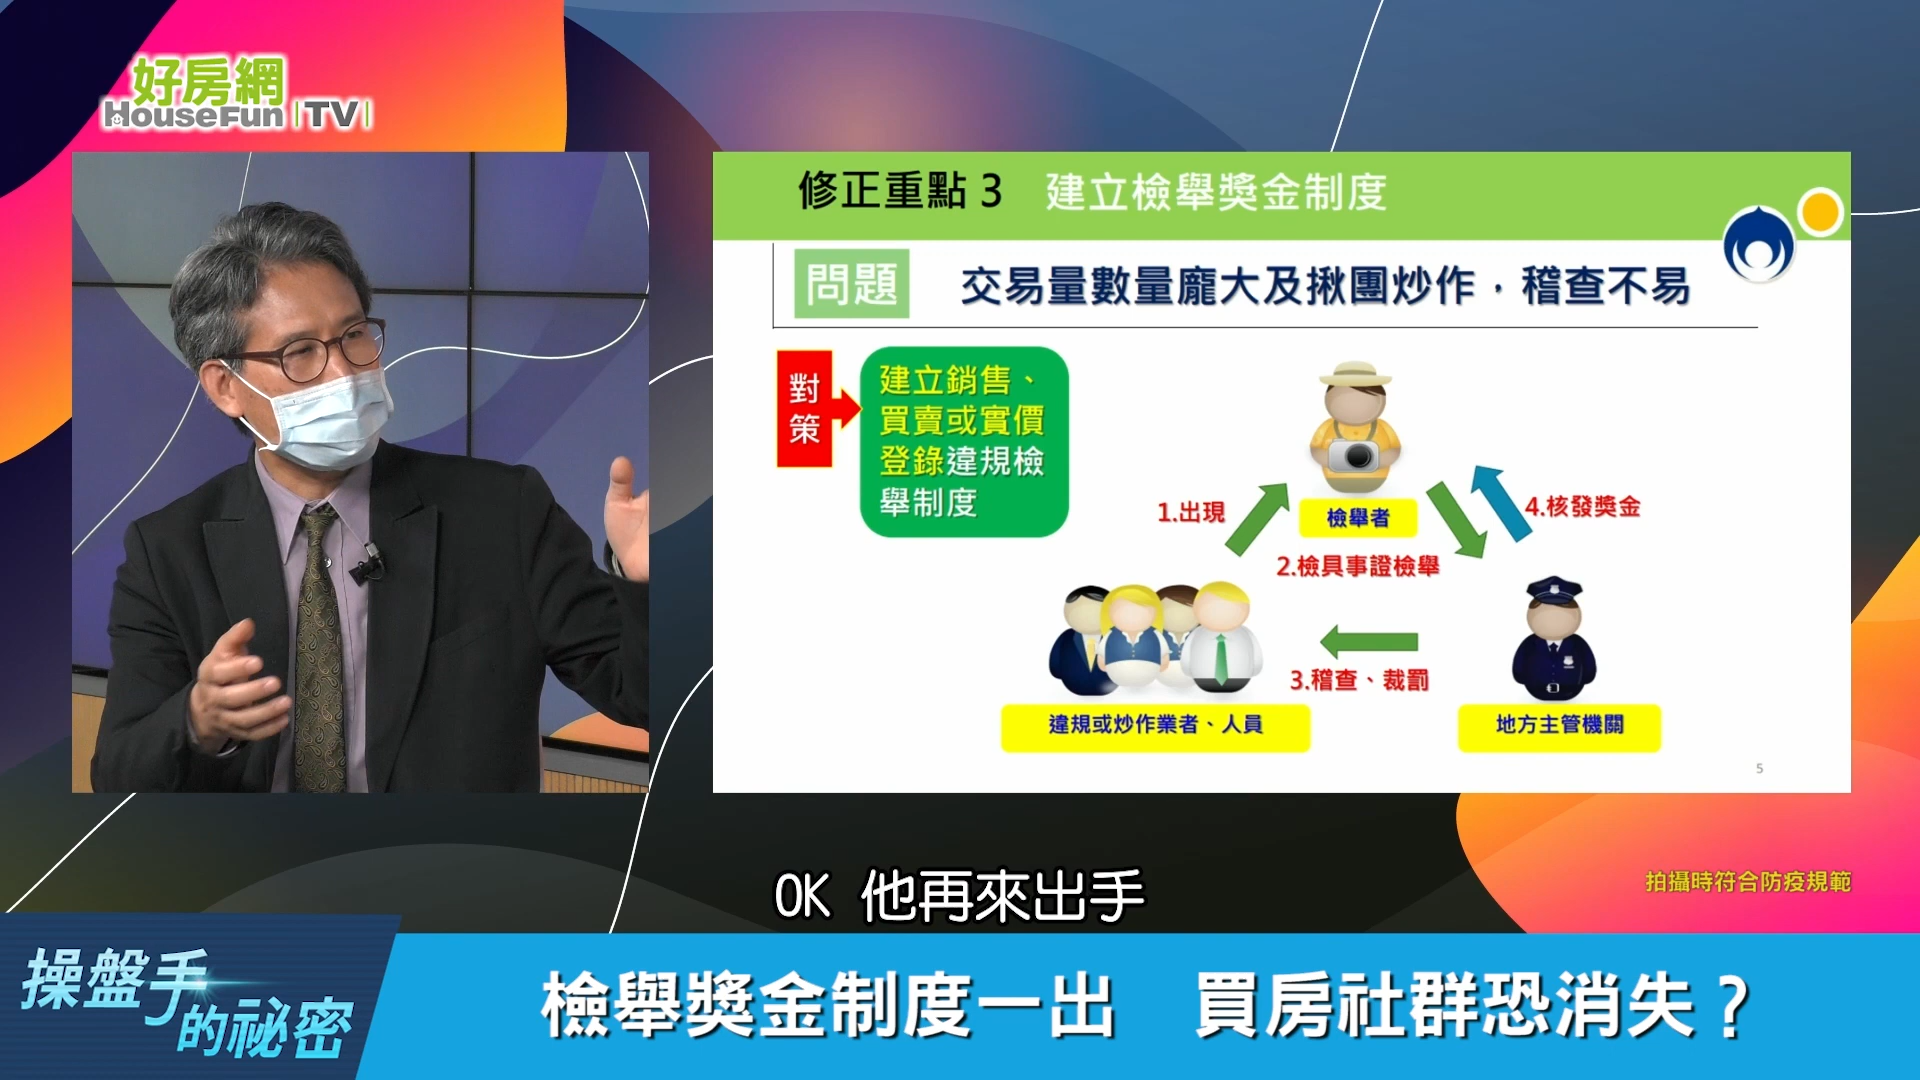 好房網
HouseFun TV
修正重點3 建立檢舉獎金制度
問題 交易量數量龐大及揪團炒作，稽查不易
對策
建立銷售、
買賣或實價
登錄違規檢
舉制度
1.出現
檢舉者
4.核發獎金
2.檢具事證檢舉
3.稽查、裁罰
違規或炒作業者、人員
地方主管機關
5
OK 他再來出手
拍攝時符合防疫規範
操盤手
的祕密
檢舉獎金制度一出 買房社群恐消失？